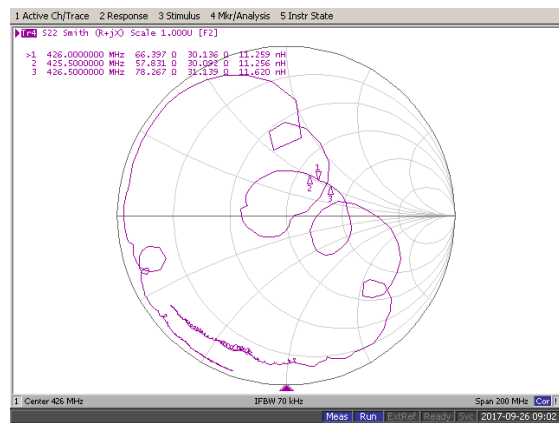 1 Active Ch/Trace 2 Response 3 Stimulus 4 Mkr/Analysis 5 Instr State
Tr4 S22 Smith (R+jX) Scale 1.000U [F2]
>1 426.0000000 MHz 66.397 Ω 30.136 Ω 11.259 nH
2 425.5000000 MHz 57.831 Ω 30.092 Ω 11.256 nH
3 426.5000000 MHz 78.267 Ω 31.139 Ω 11.620 nH
1
2
3
1 Center 426 MHz IFBW 70 kHz Span 200 MHz Cor !
Meas Run ExtRef Ready Svc 2017-09-26 09:02